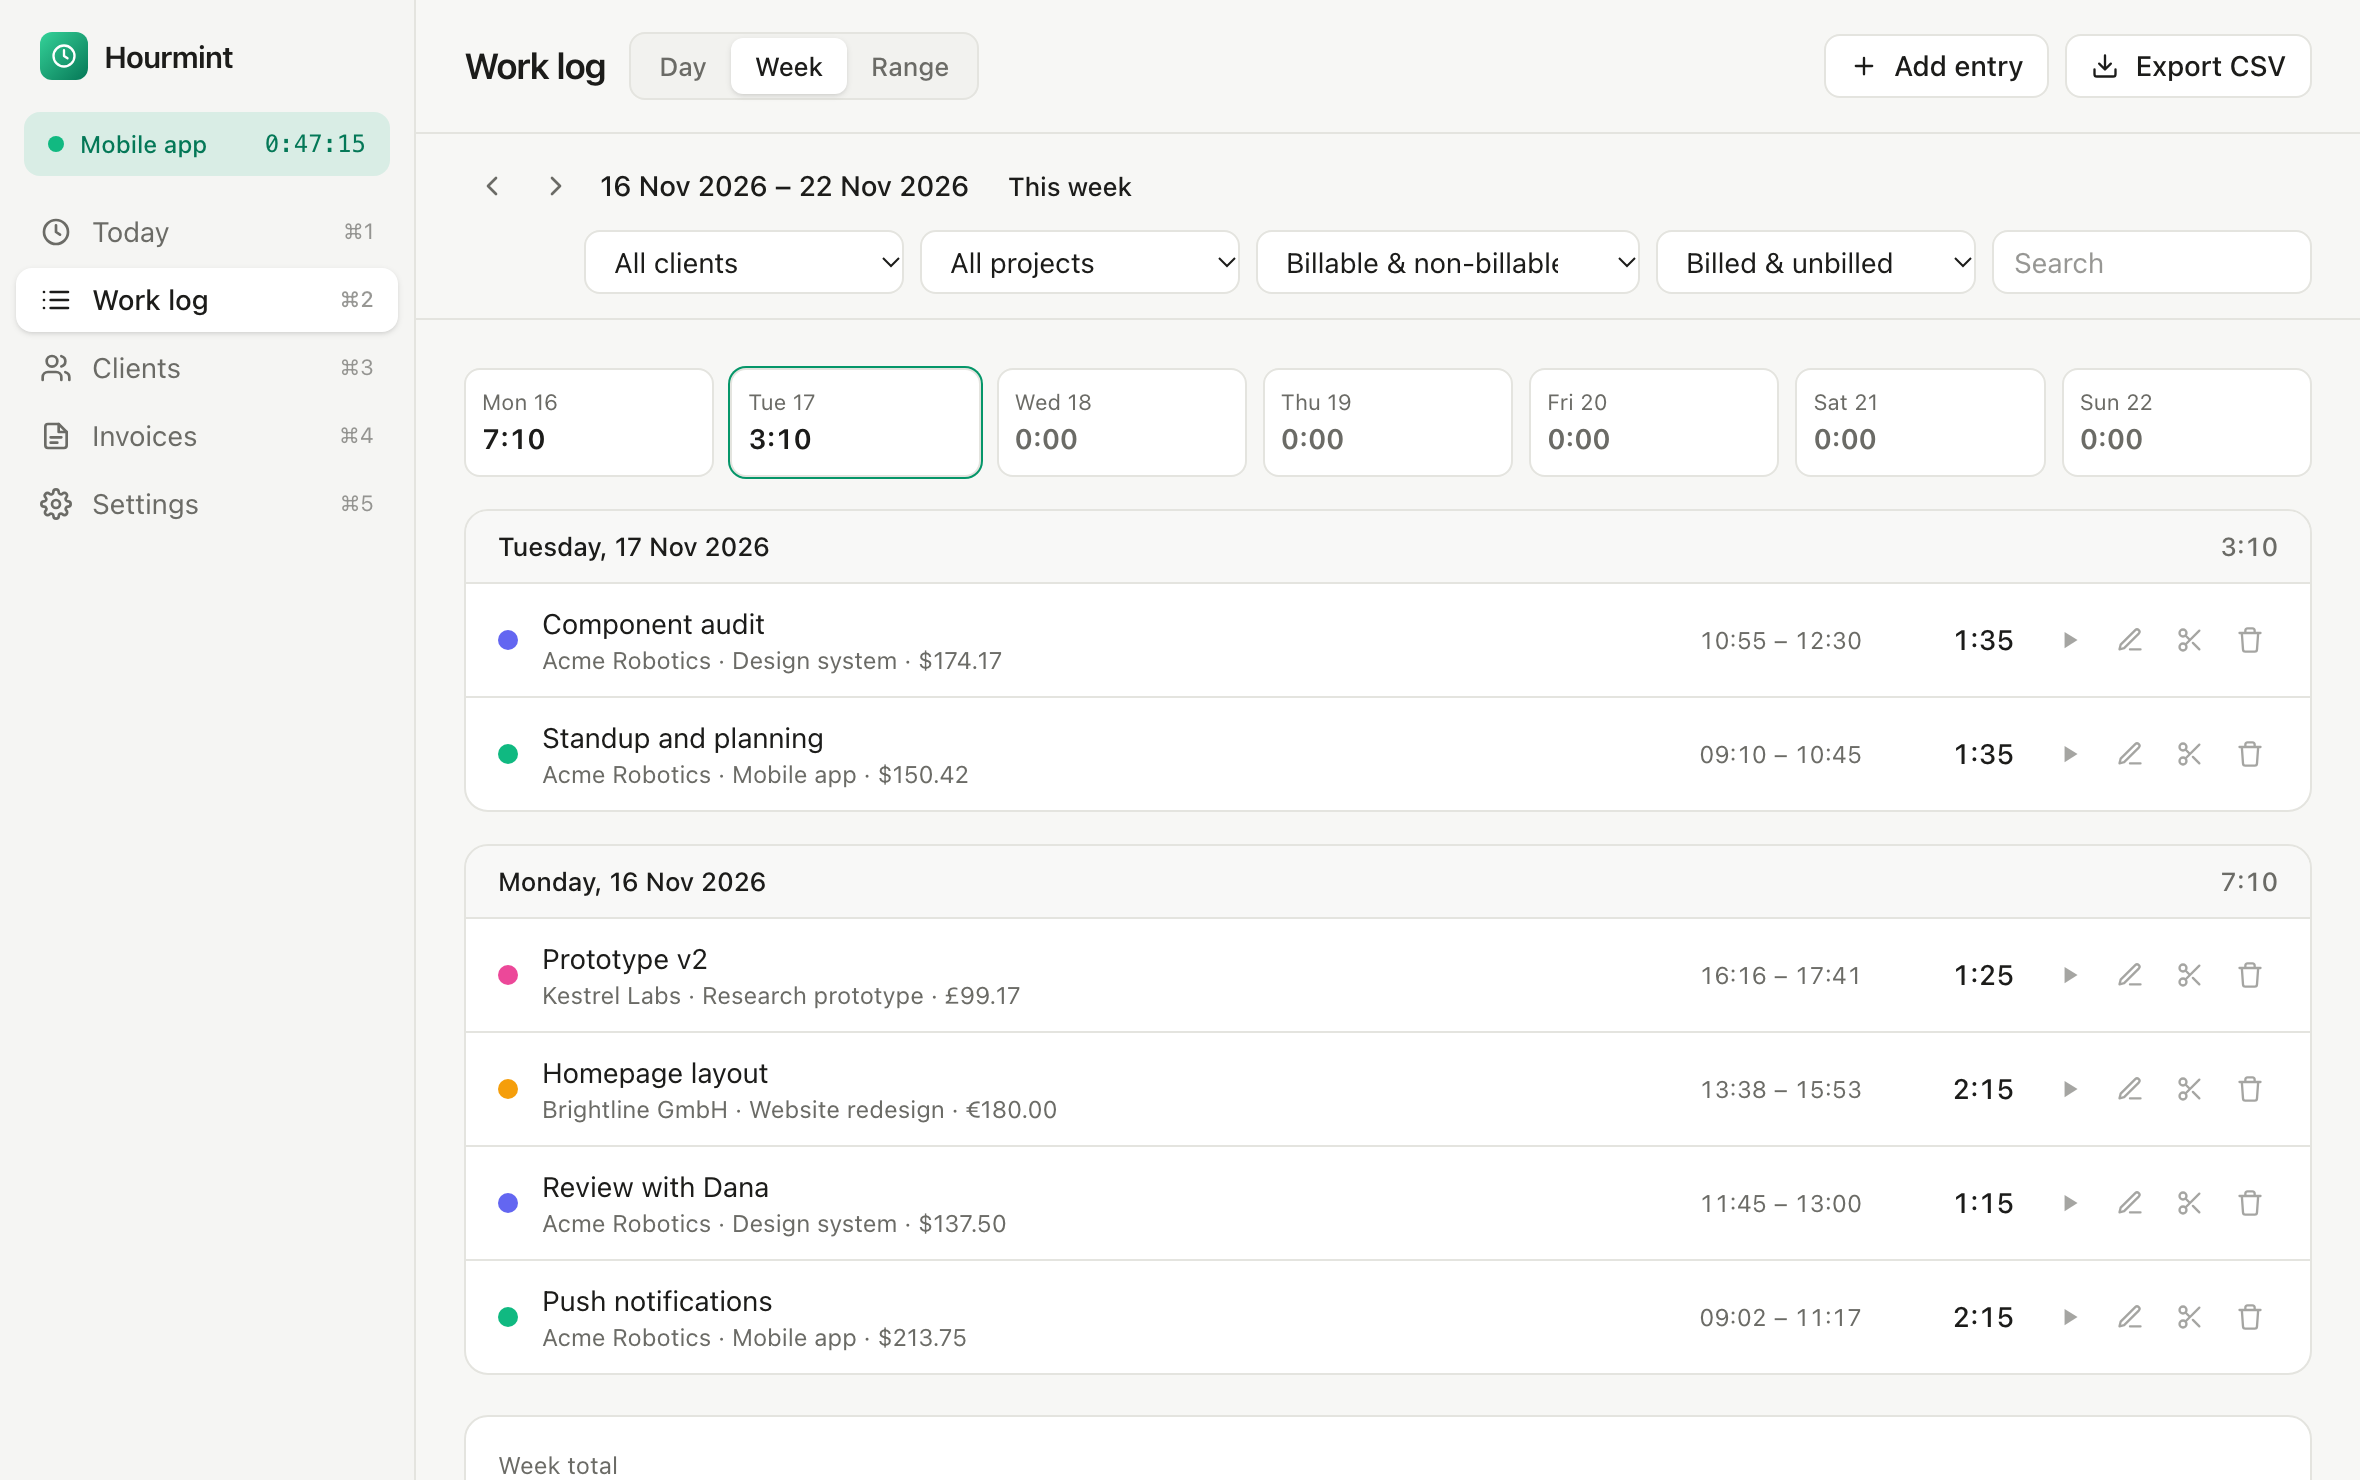 Hourmint
Mobile app 0:47:15
Today ⌘1
Work log ⌘2
Clients ⌘3
Invoices ⌘4
Settings ⌘5
Work log Day Week Range Add entry Export CSV
16 Nov 2026 – 22 Nov 2026 This week
All clients All projects Billable & non-billable Billed & unbilled Search
Mon 16 Tue 17 Wed 18 Thu 19 Fri 20 Sat 21 Sun 22
7:10 3:10 0:00 0:00 0:00 0:00 0:00
Tuesday, 17 Nov 2026 3:10
Component audit
Acme Robotics · Design system · $174.17
10:55 – 12:30 1:35
Standup and planning
Acme Robotics · Mobile app · $150.42
09:10 – 10:45 1:35
Monday, 16 Nov 2026 7:10
Prototype v2
Kestrel Labs · Research prototype · £99.17
16:16 – 17:41 1:25
Homepage layout
Brightline GmbH · Website redesign · €180.00
13:38 – 15:53 2:15
Review with Dana
Acme Robotics · Design system · $137.50
11:45 – 13:00 1:15
Push notifications
Acme Robotics · Mobile app · $213.75
09:02 – 11:17 2:15
Week total